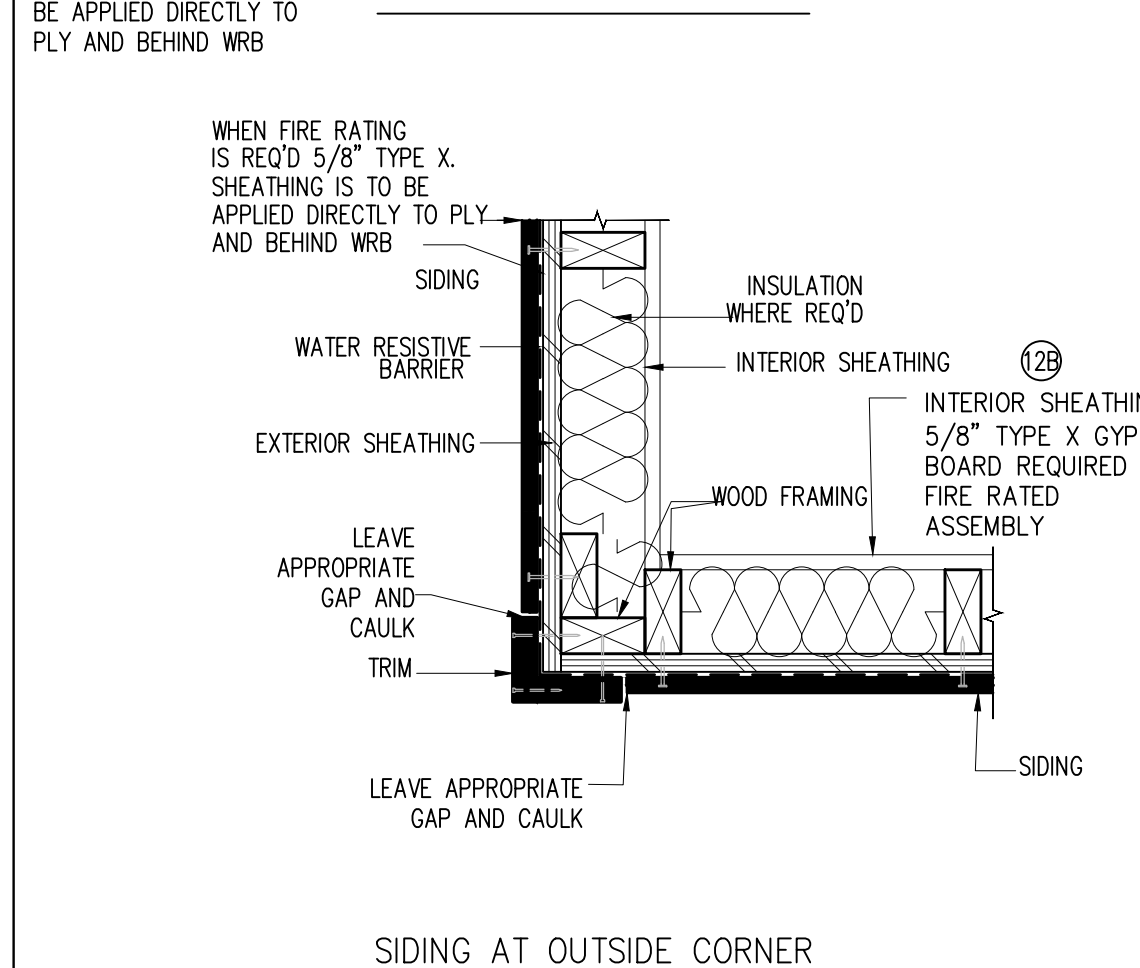 BE APPLIED DIRECTLY TO
PLY AND BEHIND WRB
WHEN FIRE RATING
IS REQ'D 5/8" TYPE X.
SHEATHING IS TO BE
APPLIED DIRECTLY TO PLY
AND BEHIND WRB
SIDING
INSULATION
WHERE REQ'D
WATER RESISTIVE
BARRIER
INTERIOR SHEATHING
12B
INTERIOR SHEATHIN
5/8" TYPE X GYP
BOARD REQUIRED
FIRE RATED
ASSEMBLY
EXTERIOR SHEATHING
WOOD FRAMING
LEAVE
APPROPRIATE
GAP AND
CAULK
TRIM
SIDING
LEAVE APPROPRIATE
GAP AND CAULK
SIDING AT OUTSIDE CORNER